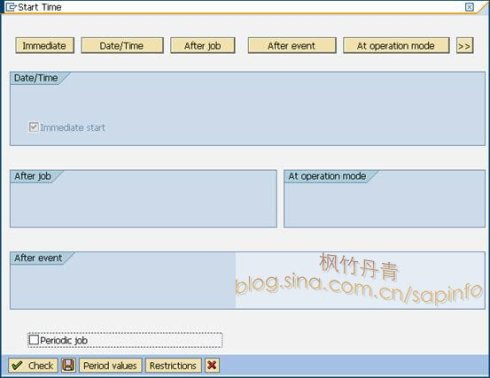 Start Time
Immediate
Date/Time
After job
After event
At operation mode
>>
Date/Time
Immediate start
After job
At operation mode
After event
枫竹丹青
blog.sina.com.cn/sapinfo
Periodic job
Check
Period values
Restrictions